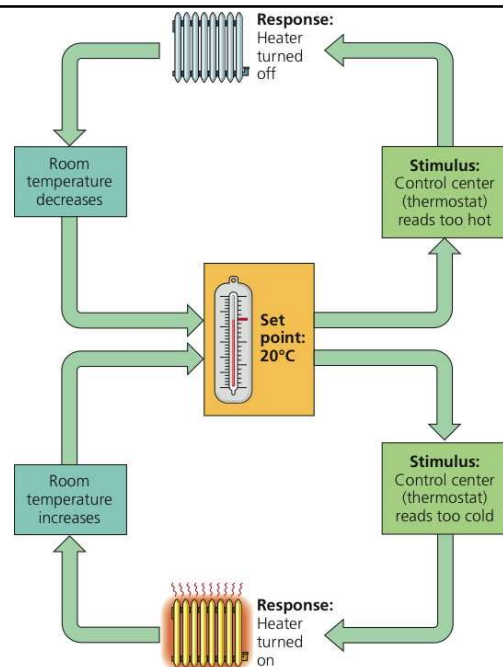 Response:
Heater
turned
off
Room
temperature
decreases
Stimulus:
Control center
(thermostat)
reads too hot
Set
point:
20°C
Room
temperature
increases
Stimulus:
Control center
(thermostat)
reads too cold
Response:
Heater
turned
on